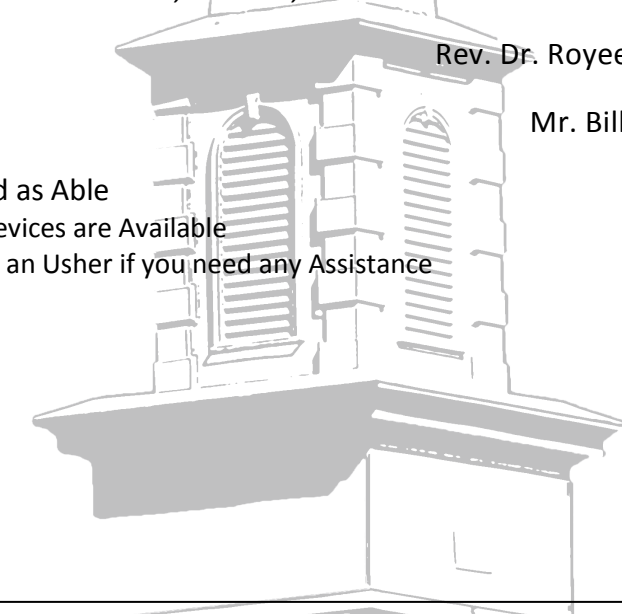 Rev. Dr. Royee
Mr. Bill
d as Able
evices are Available
an Usher if you need any Assistance